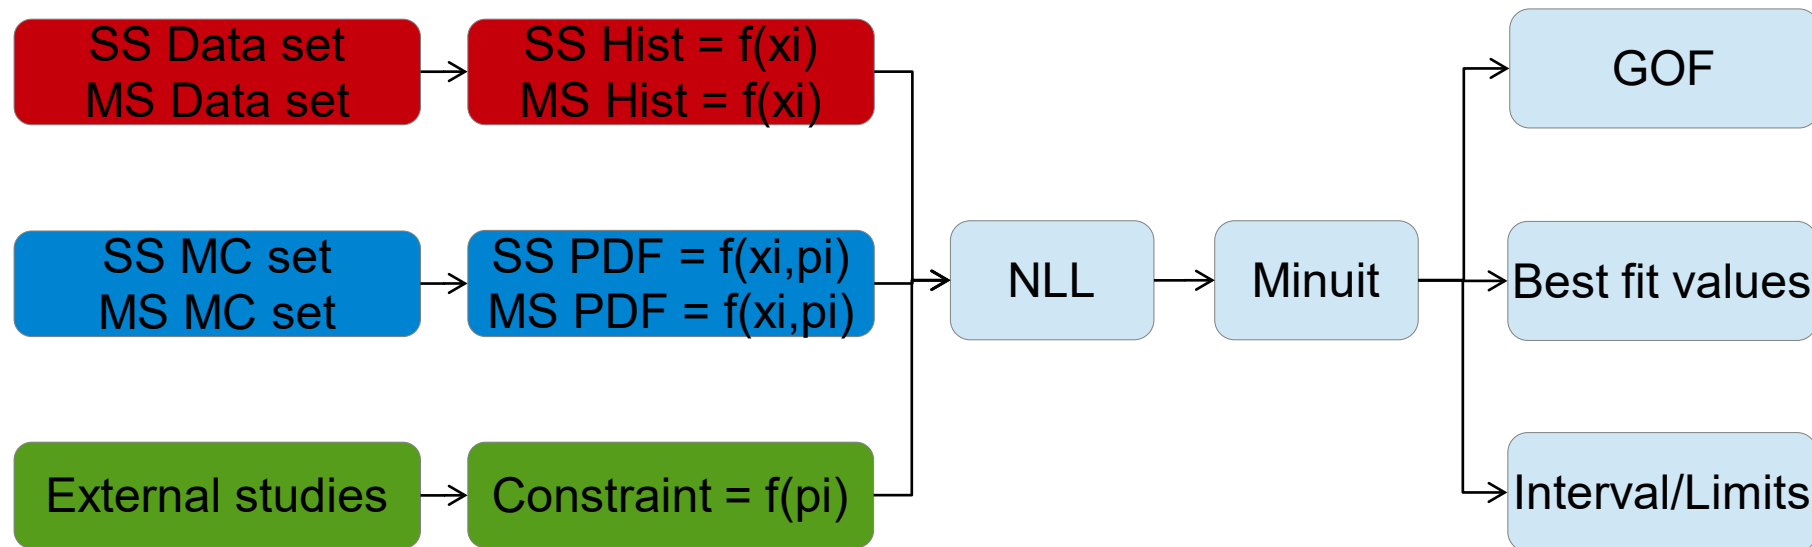 SS Data set
MS Data set
SS Hist = f(xi)
MS Hist = f(xi)
GOF
SS MC set
MS MC set
SS PDF = f(xi,pi)
MS PDF = f(xi,pi)
NLL
Minuit
Best fit values
External studies
Constraint = f(pi)
Interval/Limits